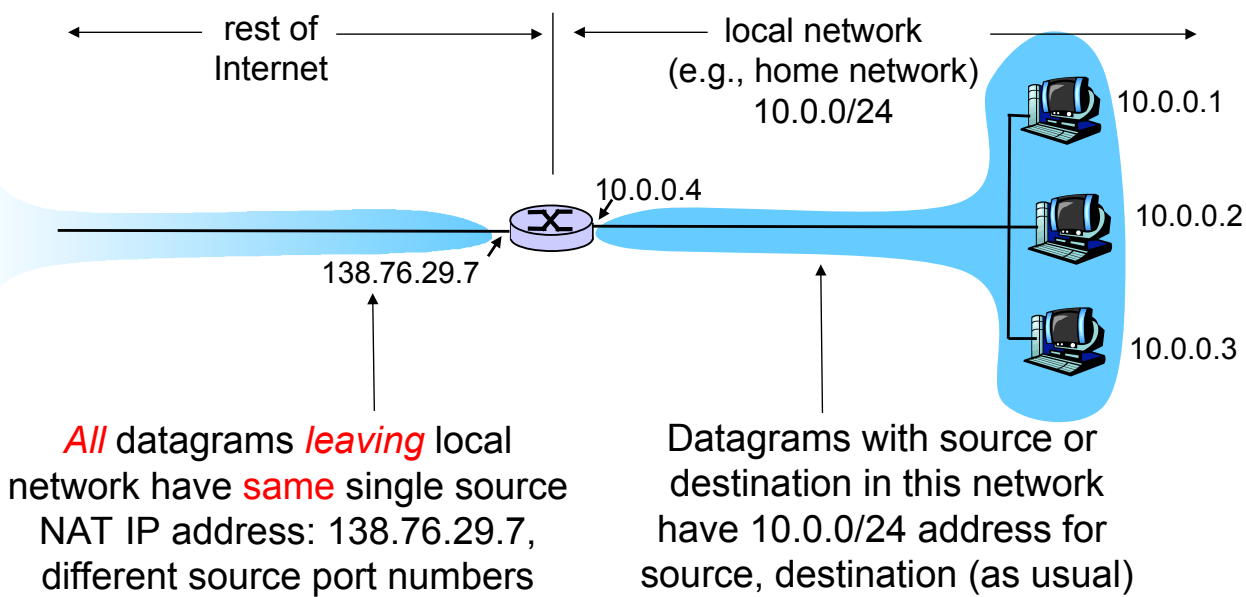 rest of
Internet
local network
(e.g., home network)
10.0.0/24
10.0.0.1
10.0.0.4
10.0.0.2
138.76.29.7
10.0.0.3
All datagrams leaving local
network have same single source
NAT IP address: 138.76.29.7,
different source port numbers
Datagrams with source or
destination in this network
have 10.0.0/24 address for
source, destination (as usual)